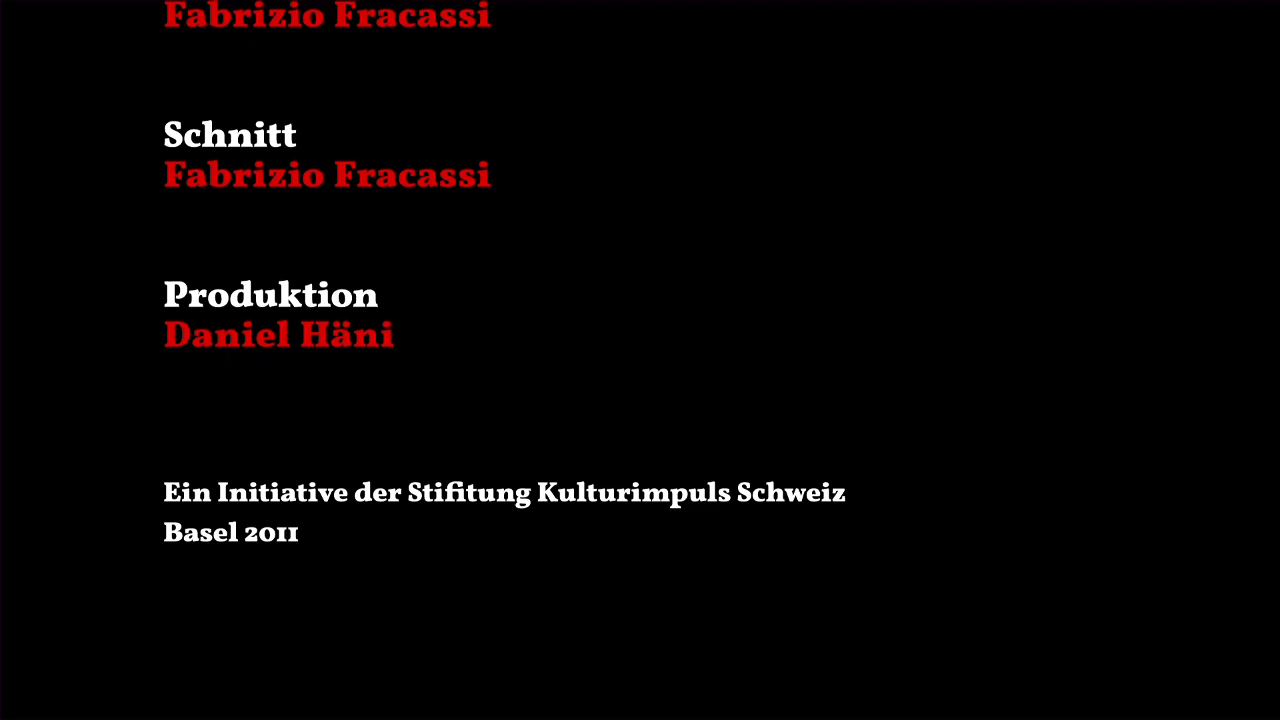 Fabrizio Fracassi
Schnitt
Fabrizio Fracassi
Produktion
Daniel Häni
Ein Initiative der Stifitung Kulturimpuls Schweiz
Basel 2011